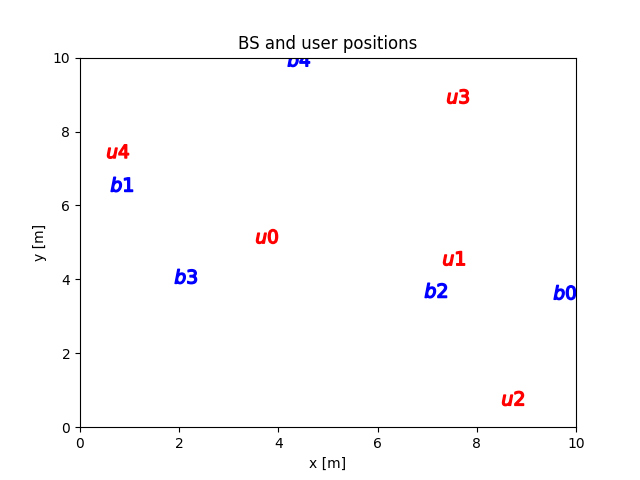 BS and user positions
10
b4
u3
8
u4
b1
6
u0
u1
4
b3
b2
b0
2
u2
0
0 2 4 6 8 10
x [m]
y [m]